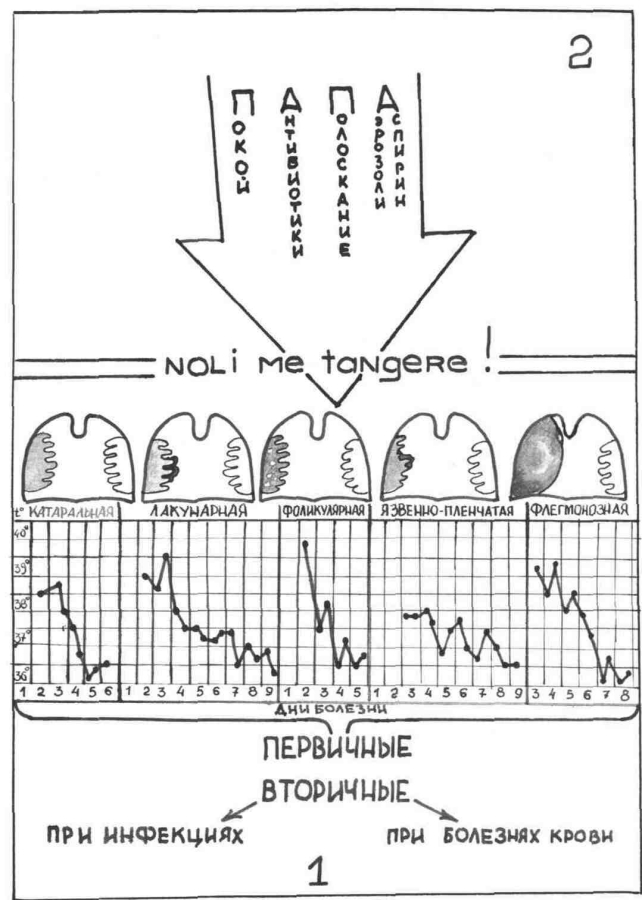 2
ПОКОЙ
АНТИБИОТИКИ
ПОЛОСКАНИЕ
АЭРОЗОЛИ
АСПИРИН
NOLi ме tANGeRe!
t° КАТАРАЛЬНАЯ ЛАКУНАРНАЯ ФОЛИКУЛЯРНАЯ ЯЗВЕННО-ПЛЕНЧАТАЯ ФЛЕГМОНОЗНАЯ
40°
39°
38°
37°
36°
1 2 3 4 5 6 1 2 3 4 5 6 7 8 9 1 2 3 4 5 1 2 3 4 5 6 7 8 9 3 4 5 6 7 8
ДНИ БОЛЕЗНИ
ПЕРВИЧНЫЕ
ВТОРИЧНЫЕ
ПРИ ИНФЕКЦИЯХ ПРИ БОЛЕЗНЯХ КРОВИ
1